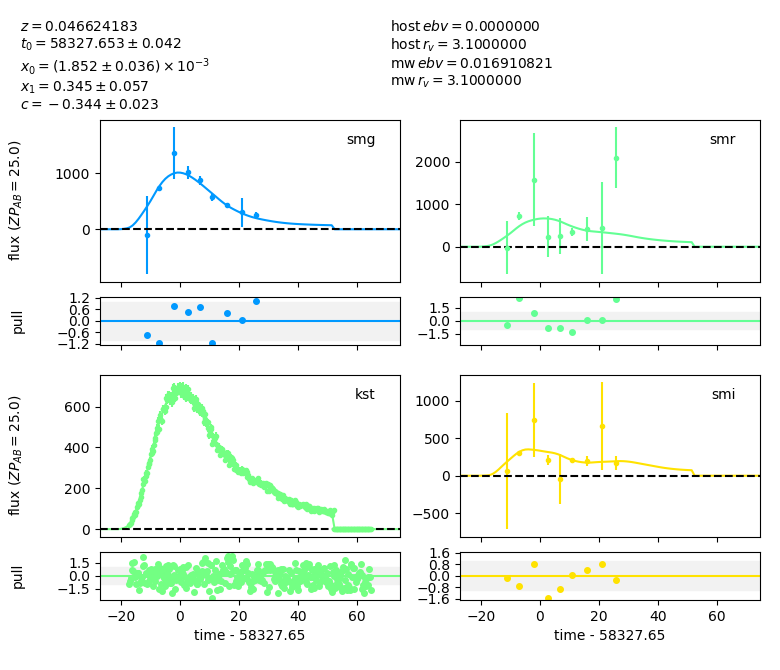 z = 0.046624183
t₀ = 58327.653 ± 0.042
x₀ = (1.852 ± 0.036) × 10⁻³
x₁ = 0.345 ± 0.057
c = −0.344 ± 0.023
host ebv = 0.0000000
host r_v = 3.1000000
mw ebv = 0.016910821
mw r_v = 3.1000000
smg
flux (ZP_AB = 25.0)
1000
0
smr
2000
1000
0
pull
1.2
0.6
0.0
−0.6
−1.2
1.5
0.0
−1.5
kst
flux (ZP_AB = 25.0)
600
400
200
0
smi
1000
500
0
−500
pull
1.5
0.0
−1.5
1.6
0.8
0.0
−0.8
−1.6
−20 0 20 40 60
time - 58327.65
−20 0 20 40 60
time - 58327.65